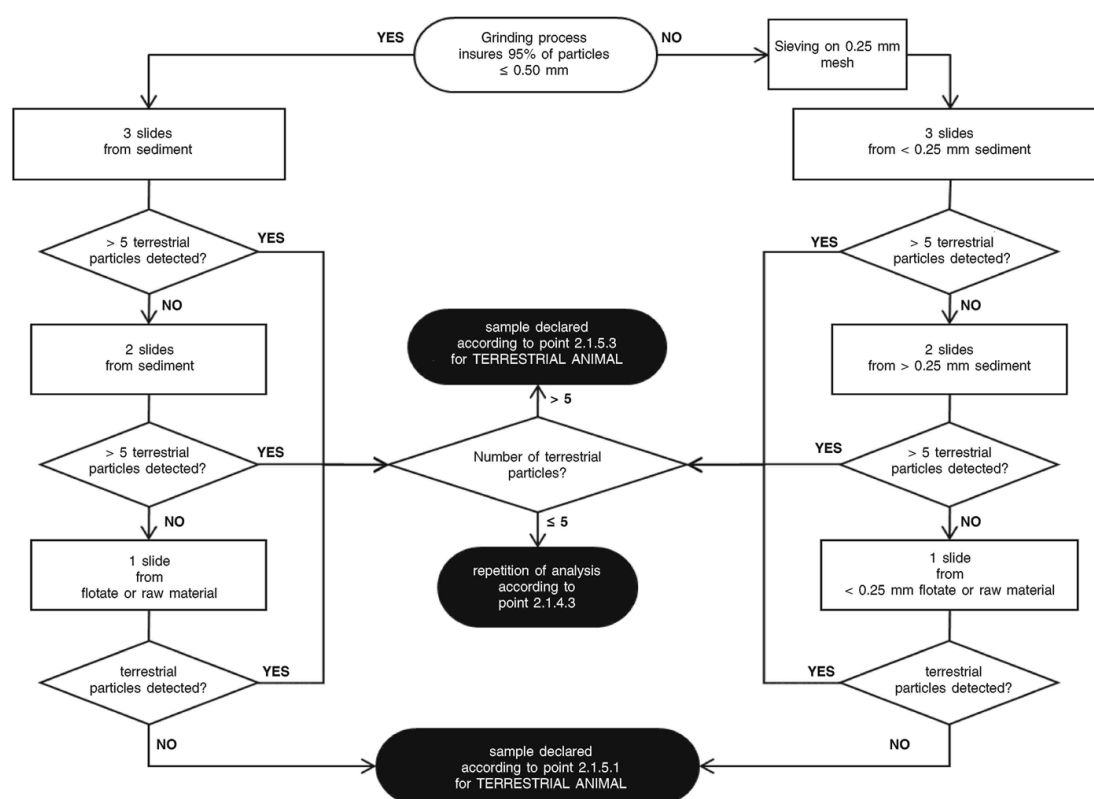 Grinding process
insures 95% of particles
≤ 0.50 mm
YES
NO
Sieving on 0.25 mm
mesh
3 slides
from sediment
3 slides
from < 0.25 mm sediment
> 5 terrestrial
particles detected?
YES
NO
YES
> 5 terrestrial
particles detected?
NO
2 slides
from sediment
sample declared
according to point 2.1.5.3
for TERRESTRIAL ANIMAL
2 slides
from > 0.25 mm sediment
> 5
> 5 terrestrial
particles detected?
YES
NO
Number of terrestrial
particles?
YES
> 5 terrestrial
particles detected?
NO
≤ 5
1 slide
from
flotate or raw material
repetition of analysis
according to
point 2.1.4.3
1 slide
from
< 0.25 mm flotate or raw material
terrestrial
particles detected?
YES
NO
YES
terrestrial
particles detected?
NO
sample declared
according to point 2.1.5.1
for TERRESTRIAL ANIMAL